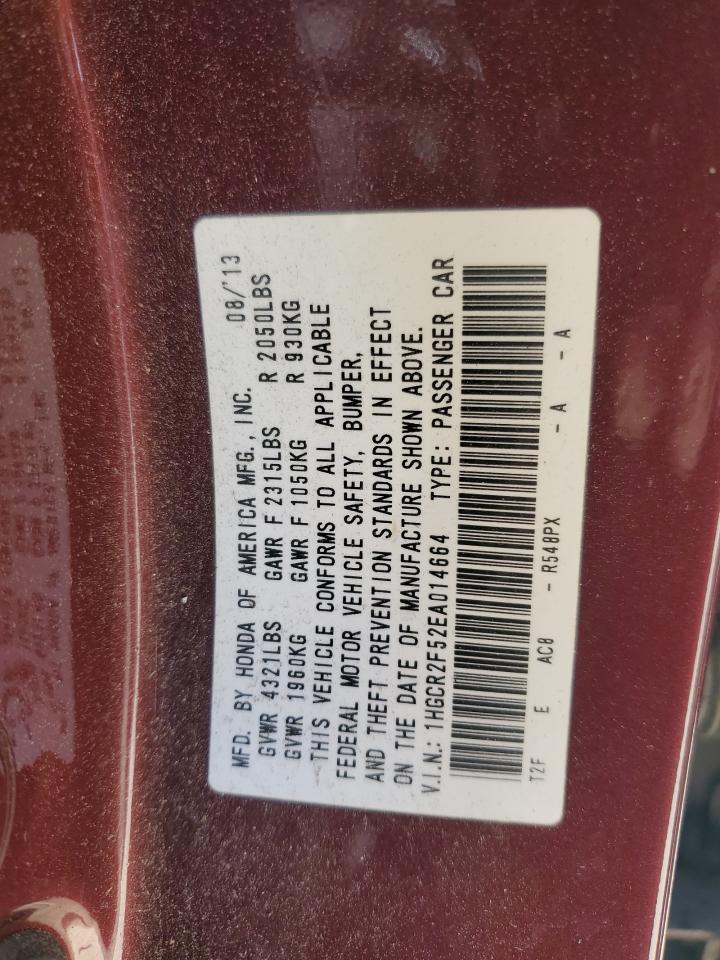 MFD. BY HONDA OF AMERICA MFG., INC. 08/'13
GVWR 4321LBS GAWR F 2315LBS R 2050LBS
GVWR 1960KG GAWR F 1050KG R 930KG
THIS VEHICLE CONFORMS TO ALL APPLICABLE
FEDERAL MOTOR VEHICLE SAFETY, BUMPER,
AND THEFT PREVENTION STANDARDS IN EFFECT
ON THE DATE OF MANUFACTURE SHOWN ABOVE.
V.I.N.: 1HGCR2F52EA014664 TYPE: PASSENGER CAR
T2F E AC8 - R548PX - A - A